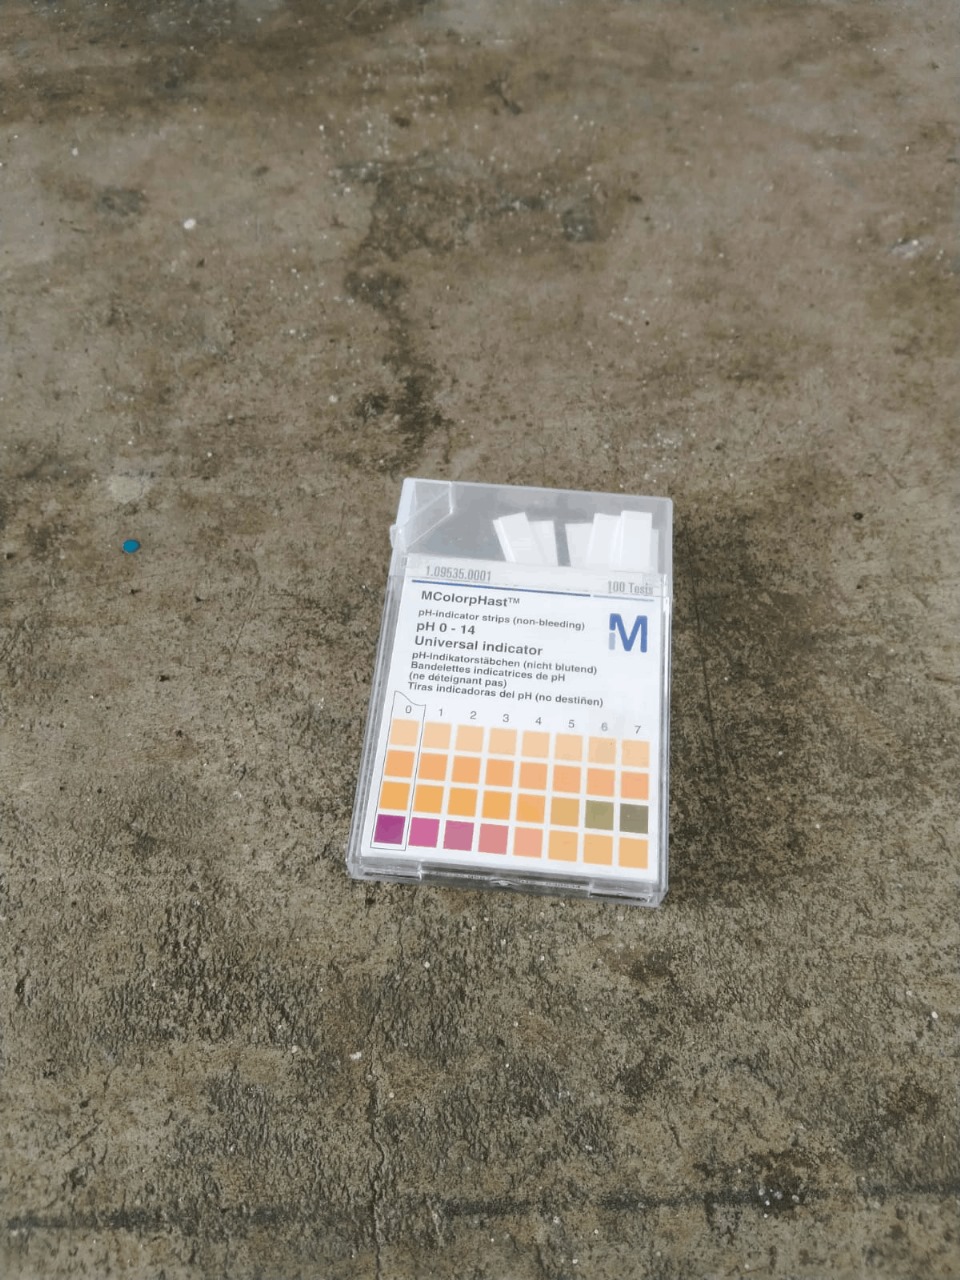 1.09535.0001
100 Tests
MColorpHast™
pH-indicator strips (non-bleeding)
pH 0 - 14
Universal indicator
pH-Indikatorstäbchen (nicht blutend)
Bandelettes indicatrices de pH
(ne déteignant pas)
Tiras indicadoras del pH (no destiñen)
M
0 1 2 3 4 5 6 7